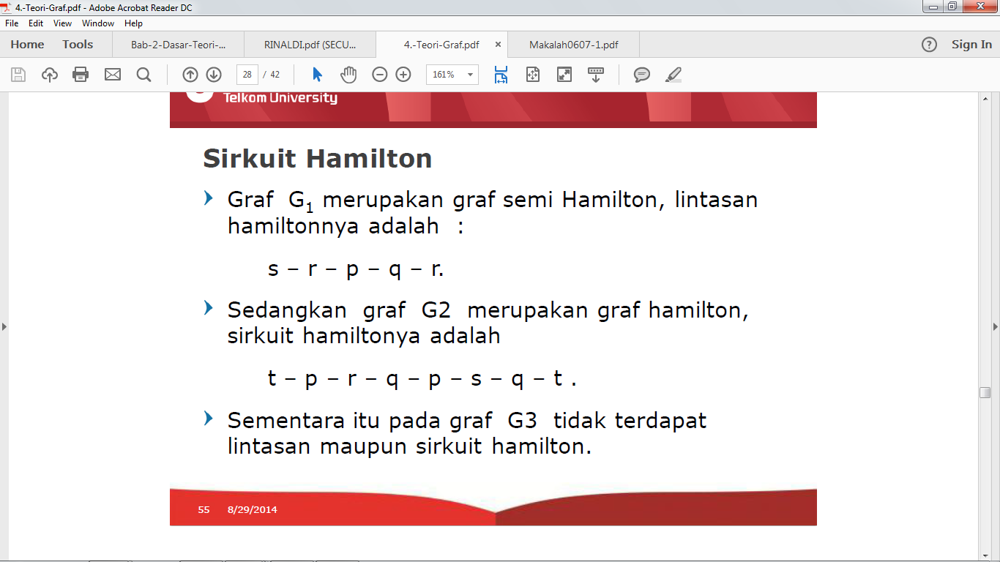 4.-Teori-Graf.pdf - Adobe Acrobat Reader DC
File Edit View Window Help
Home Tools Bab-2-Dasar-Teori-... RINALDI.pdf (SECU... 4.-Teori-Graf.pdf × Makalah0607-1.pdf ? Sign In
28 / 42 161%
Telkom University
Sirkuit Hamilton
Graf G1 merupakan graf semi Hamilton, lintasan
hamiltonnya adalah :
s – r – p – q – r.
Sedangkan graf G2 merupakan graf hamilton,
sirkuit hamiltonya adalah
t – p – r – q – p – s – q – t .
Sementara itu pada graf G3 tidak terdapat
lintasan maupun sirkuit hamilton.
55 8/29/2014